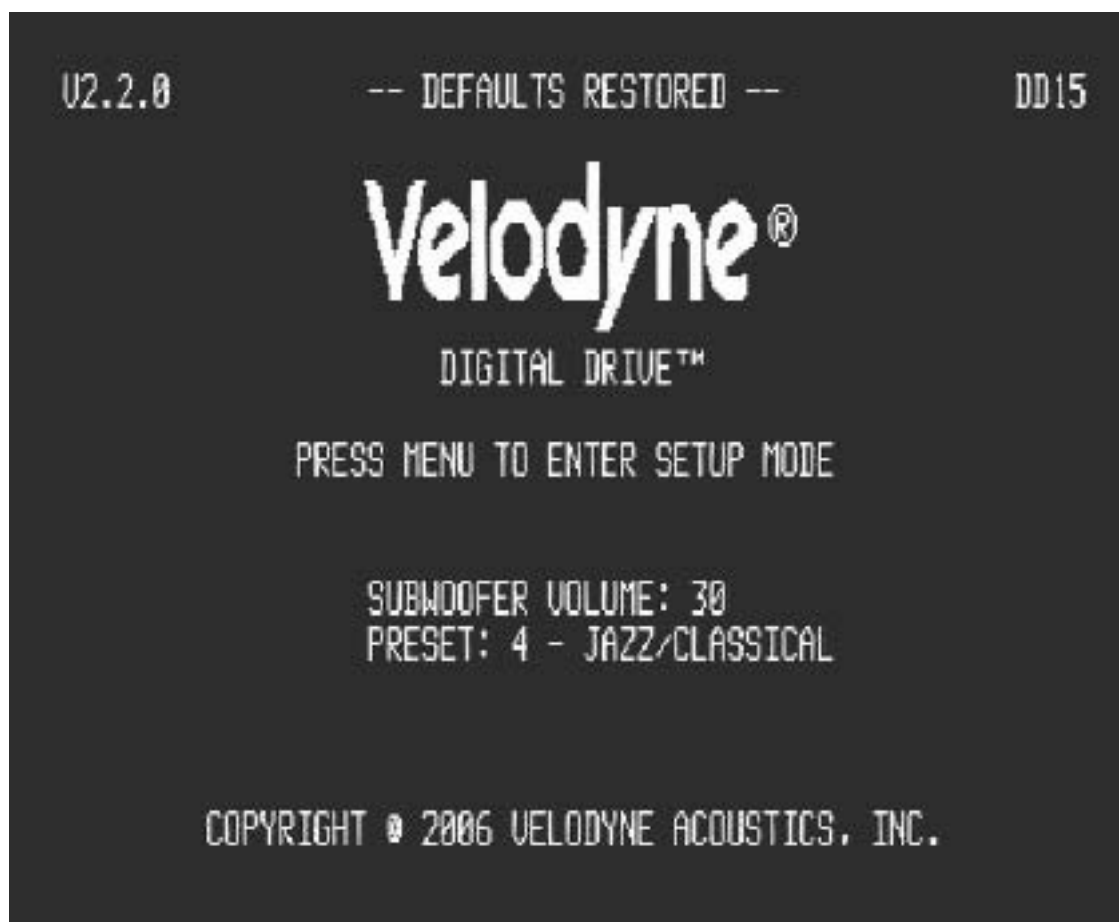 V2.2.0 -- DEFAULTS RESTORED -- DD15
Velodyne®
DIGITAL DRIVE™
PRESS MENU TO ENTER SETUP MODE
SUBWOOFER VOLUME: 30
PRESET: 4 - JAZZ/CLASSICAL
COPYRIGHT © 2006 VELODYNE ACOUSTICS, INC.